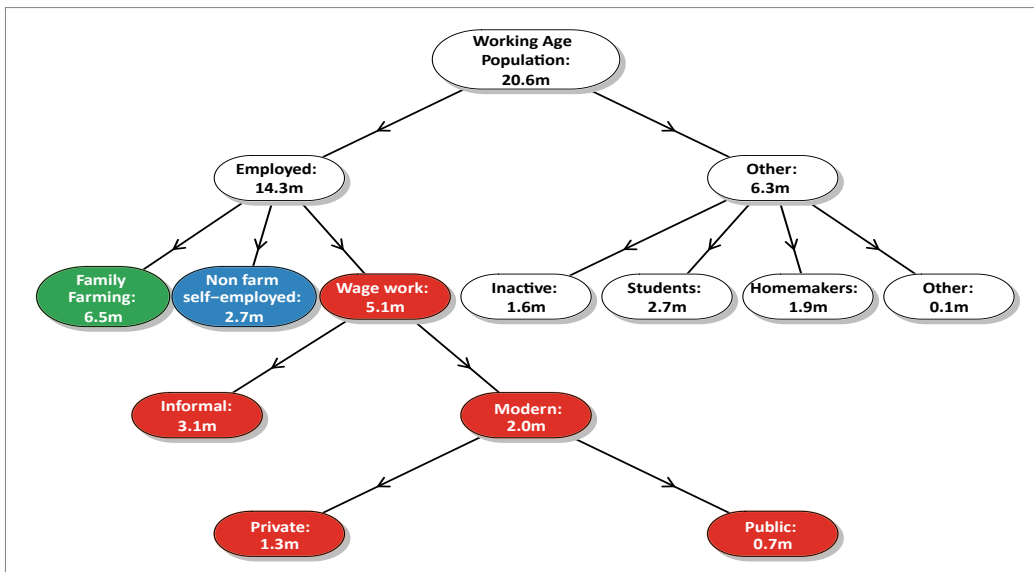 Working Age
Population:
20.6m
Employed:
14.3m
Other:
6.3m
Family
Farming:
6.5m
Non farm
self–employed:
2.7m
Wage work:
5.1m
Inactive:
1.6m
Students:
2.7m
Homemakers:
1.9m
Other:
0.1m
Informal:
3.1m
Modern:
2.0m
Private:
1.3m
Public:
0.7m